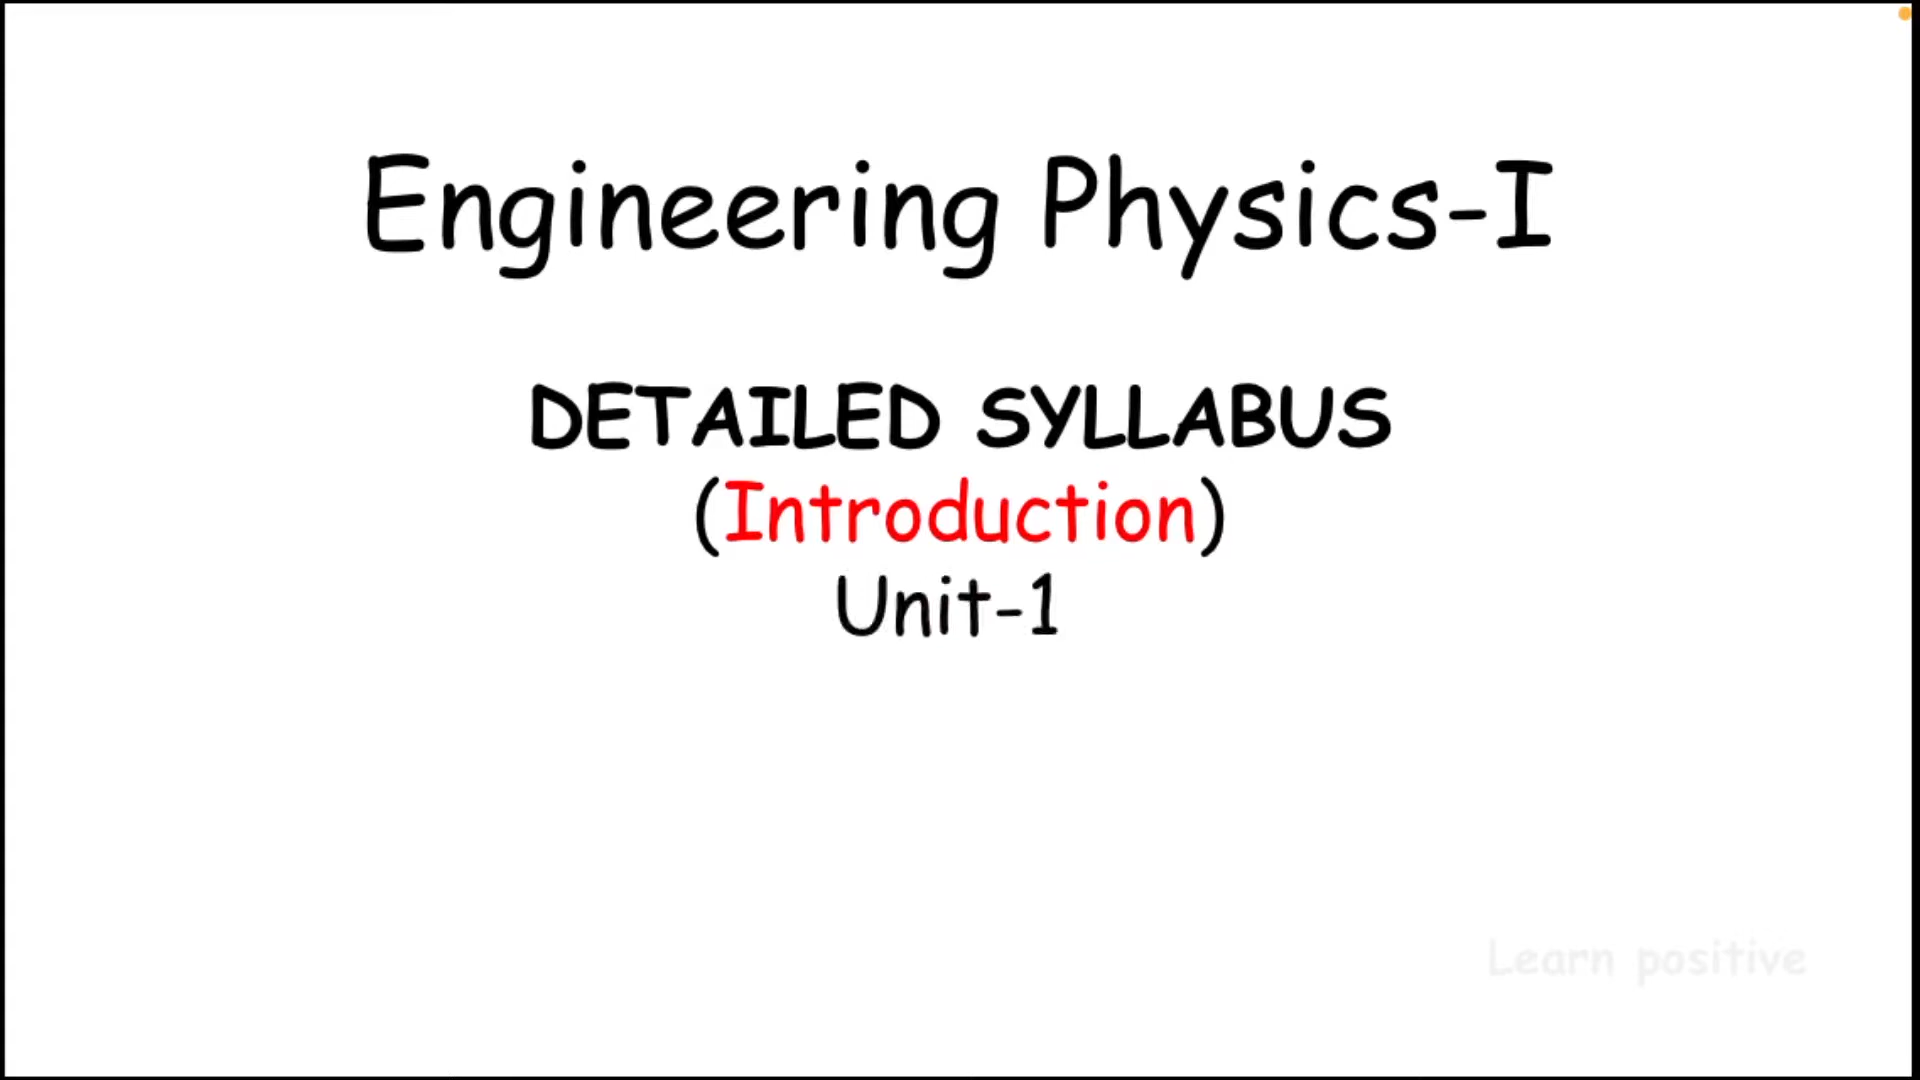 Engineering Physics-I
DETAILED SYLLABUS
(Introduction)
Unit-1
Learn positive